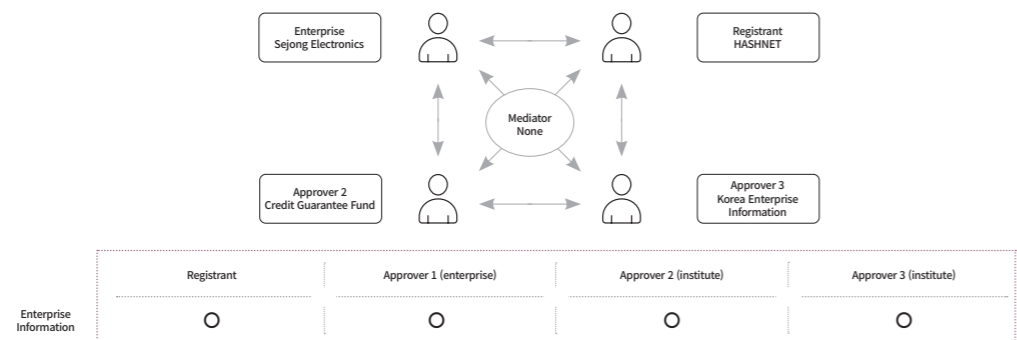 Enterprise
Sejong Electronics
Registrant
HASHNET
Mediator
None
Approver 2
Credit Guarantee Fund
Approver 3
Korea Enterprise
Information
Registrant
Approver 1 (enterprise)
Approver 2 (institute)
Approver 3 (institute)
Enterprise
Information